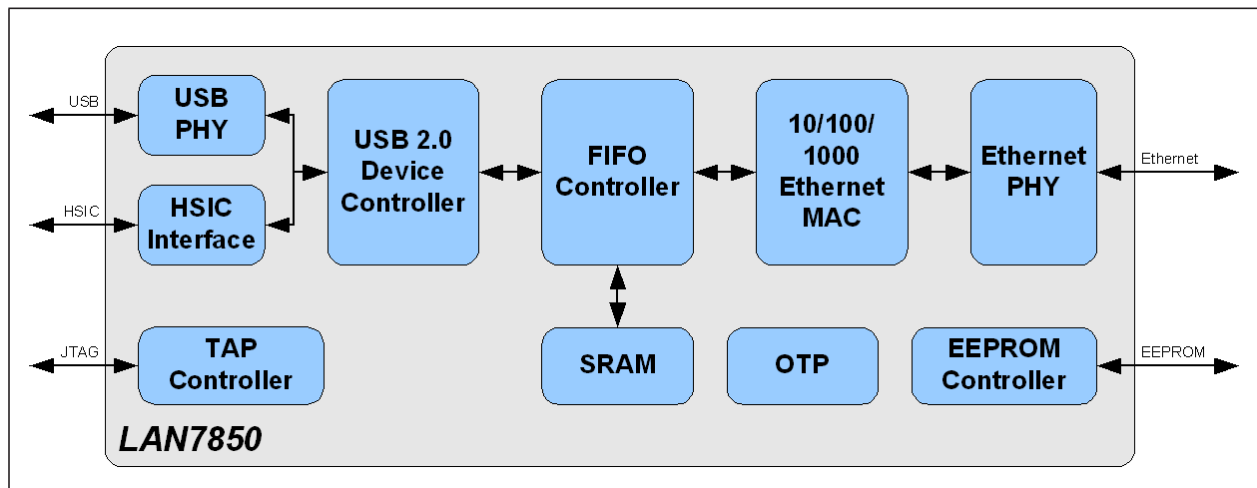 USB
USB
PHY
HSIC
HSIC
Interface
USB 2.0
Device
Controller
FIFO
Controller
10/100/
1000
Ethernet
MAC
Ethernet
PHY
Ethernet
JTAG
TAP
Controller
SRAM
OTP
EEPROM
Controller
EEPROM
LAN7850